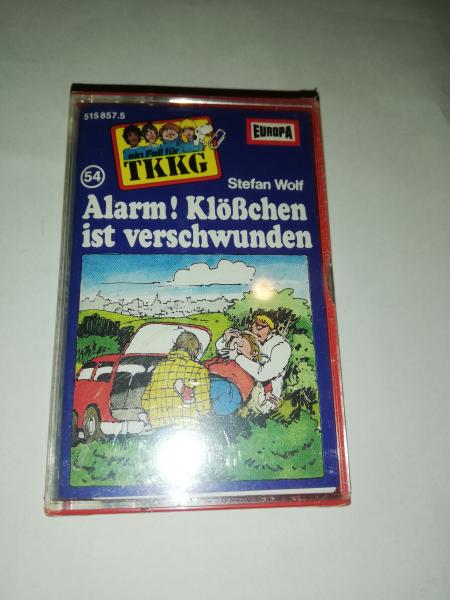 515 857.5
EUROPA
ein Fall für
TKKG
54
Stefan Wolf
Alarm! Klößchen
ist verschwunden